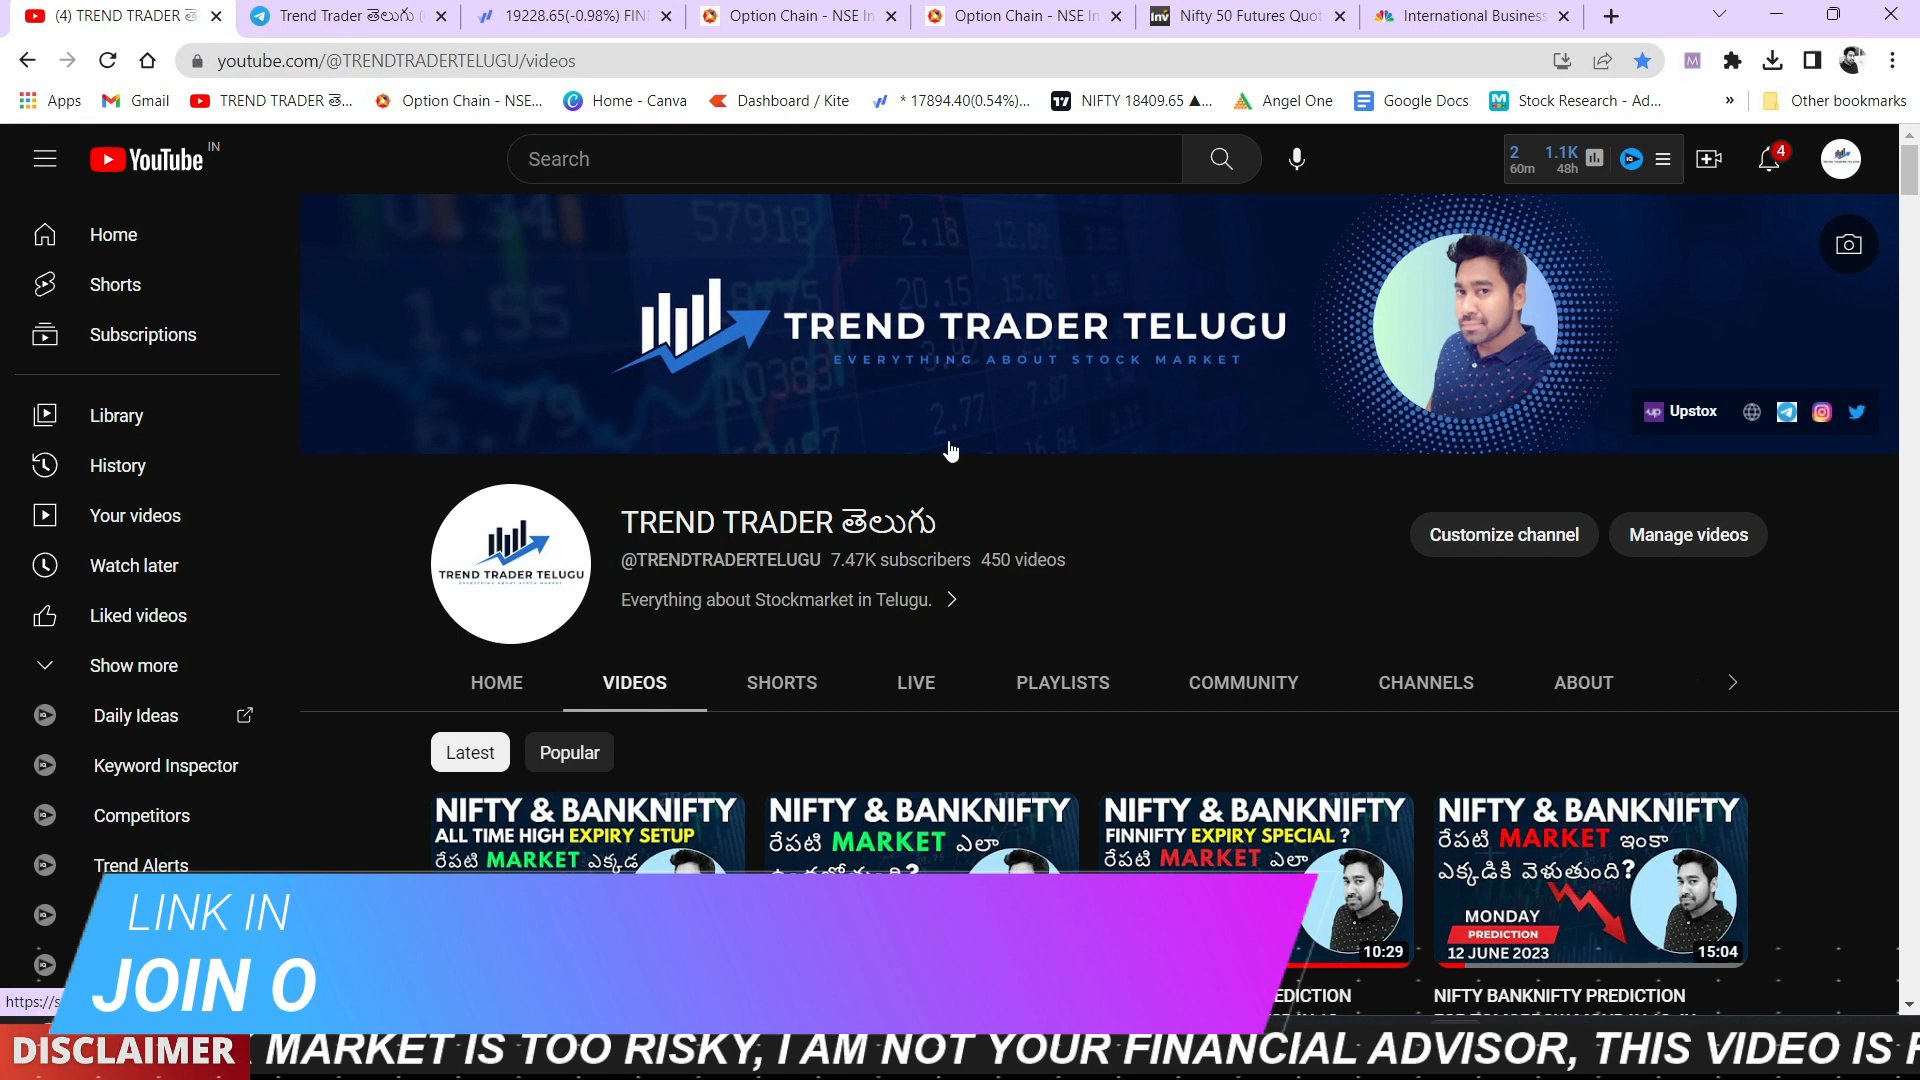 (4) TREND TRADER తె
Trend Trader తెలుగు (
19228.65(-0.98%) FINN
Option Chain - NSE In
Option Chain - NSE In
Nifty 50 Futures Quot
International Business
youtube.com/@TRENDTRADERTELUGU/videos
Apps
Gmail
TREND TRADER తె...
Option Chain - NSE...
Home - Canva
Dashboard / Kite
* 17894.40(0.54%)...
NIFTY 18409.65 ▲...
Angel One
Google Docs
Stock Research - Ad...
»
Other bookmarks
YouTube IN
Search
2 60m
1.1K 48h
4
Home
Shorts
Subscriptions
Library
History
Your videos
Watch later
Liked videos
Show more
Daily Ideas
Keyword Inspector
Competitors
Trend Alerts
TREND TRADER TELUGU
EVERYTHING ABOUT STOCK MARKET
up Upstox
TREND TRADER TELUGU
TREND TRADER తెలుగు
@TRENDTRADERTELUGU 7.47K subscribers 450 videos
Everything about Stockmarket in Telugu.
Customize channel
Manage videos
HOME
VIDEOS
SHORTS
LIVE
PLAYLISTS
COMMUNITY
CHANNELS
ABOUT
Latest
Popular
NIFTY & BANKNIFTY
ALL TIME HIGH EXPIRY SETUP
రేపటి MARKET ఎక్కడ
NIFTY & BANKNIFTY
రేపటి MARKET ఎలా
NIFTY & BANKNIFTY
FINNIFTY EXPIRY SPECIAL ?
రేపటి MARKET ఎలా
10:29
EDICTION
NIFTY & BANKNIFTY
రేపటి MARKET ఇంకా
ఎక్కడికి వెళుతుంది?
MONDAY
PREDICTION
12 JUNE 2023
15:04
NIFTY BANKNIFTY PREDICTION
LINK IN
JOIN O
https://s
DISCLAIMER
MARKET IS TOO RISKY, I AM NOT YOUR FINANCIAL ADVISOR, THIS VIDEO IS F